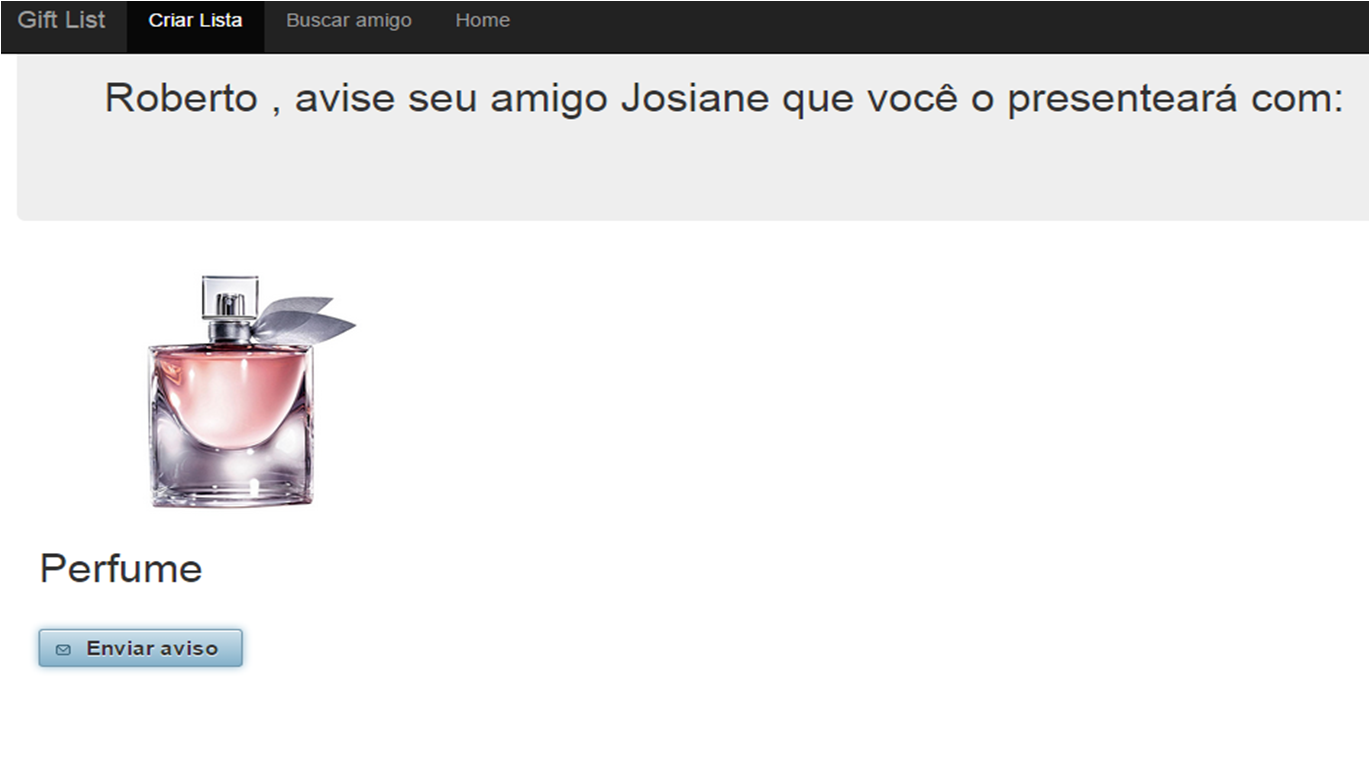 Gift List Criar Lista Buscar amigo Home
Roberto , avise seu amigo Josiane que você o presenteará com:
Perfume
Enviar aviso